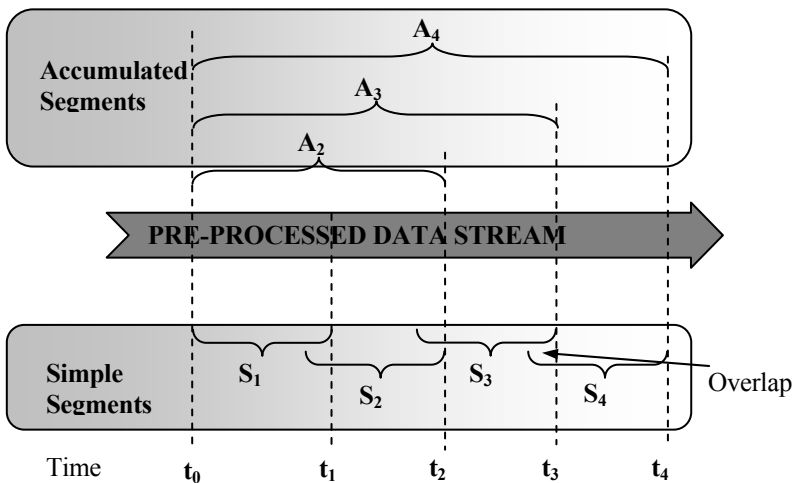 A₄
Accumulated
Segments
A₃
A₂
PRE-PROCESSED DATA STREAM
S₁
S₂
S₃
S₄
Simple
Segments
Overlap
Time t₀ t₁ t₂ t₃ t₄